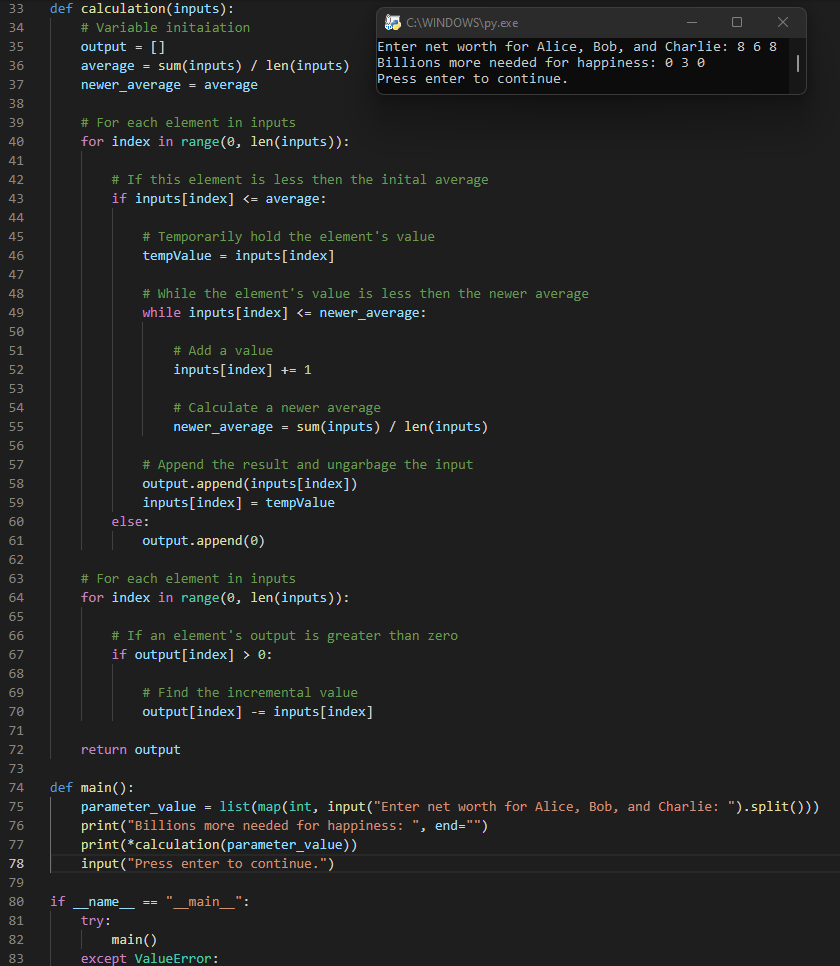 33 def calculation(inputs):
34 # Variable initaiation
35 output = []
36 average = sum(inputs) / len(inputs)
37 newer_average = average
38
39 # For each element in inputs
40 for index in range(0, len(inputs)):
41
42 # If this element is less then the inital average
43 if inputs[index] <= average:
44
45 # Temporarily hold the element's value
46 tempValue = inputs[index]
47
48 # While the element's value is less then the newer average
49 while inputs[index] <= newer_average:
50
51 # Add a value
52 inputs[index] += 1
53
54 # Calculate a newer average
55 newer_average = sum(inputs) / len(inputs)
56
57 # Append the result and ungarbage the input
58 output.append(inputs[index])
59 inputs[index] = tempValue
60 else:
61 output.append(0)
62
63 # For each element in inputs
64 for index in range(0, len(inputs)):
65
66 # If an element's output is greater than zero
67 if output[index] > 0:
68
69 # Find the incremental value
70 output[index] -= inputs[index]
71
72 return output
73
74 def main():
75 parameter_value = list(map(int, input("Enter net worth for Alice, Bob, and Charlie: ").split()))
76 print("Billions more needed for happiness: ", end="")
77 print(*calculation(parameter_value))
78 input("Press enter to continue.")
79
80 if __name__ == "__main__":
81 try:
82 main()
83 except ValueError:
C:\WINDOWS\py.exe
Enter net worth for Alice, Bob, and Charlie: 8 6 8
Billions more needed for happiness: 0 3 0
Press enter to continue.